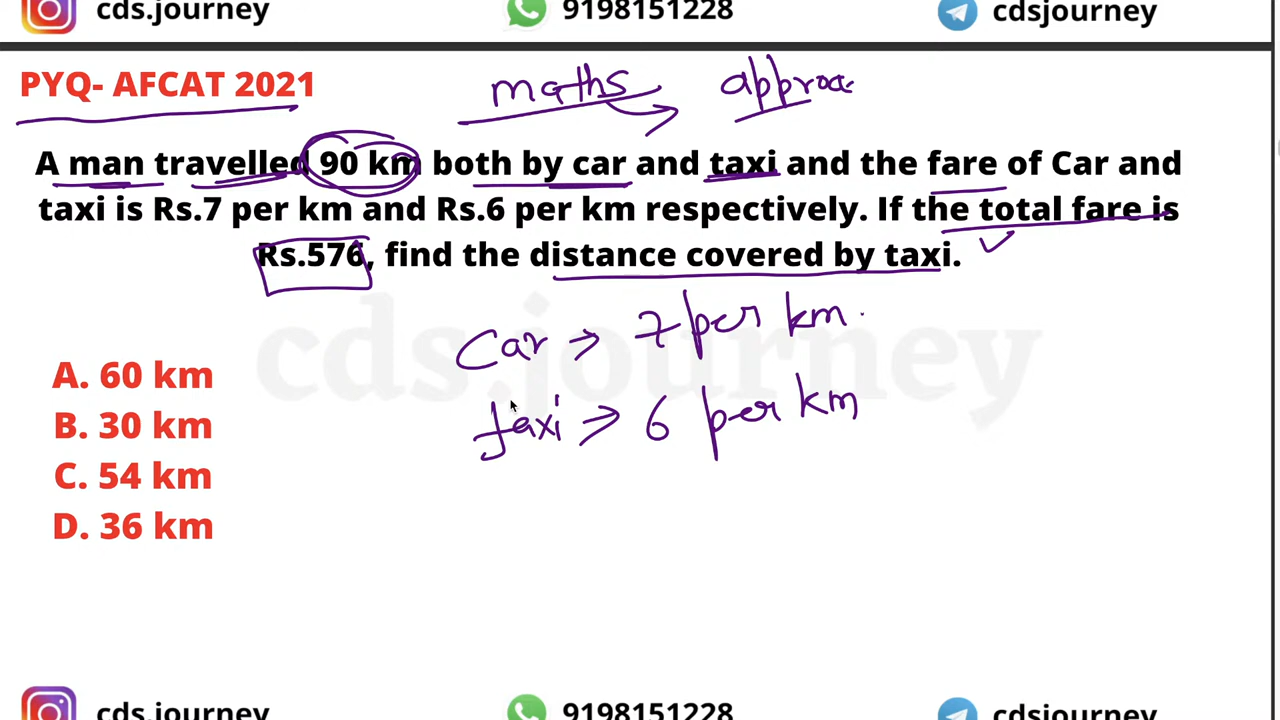 cds.journey 9198151228 cdsjourney
PYQ- AFCAT 2021
maths → approx
A man travelled 90 km both by car and taxi and the fare of Car and
taxi is Rs.7 per km and Rs.6 per km respectively. If the total fare is
Rs.576, find the distance covered by taxi.
cds.journey
Car → 7 per km.
taxi → 6 per km
A. 60 km
B. 30 km
C. 54 km
D. 36 km
cds.journey 9198151228 cdsjourney